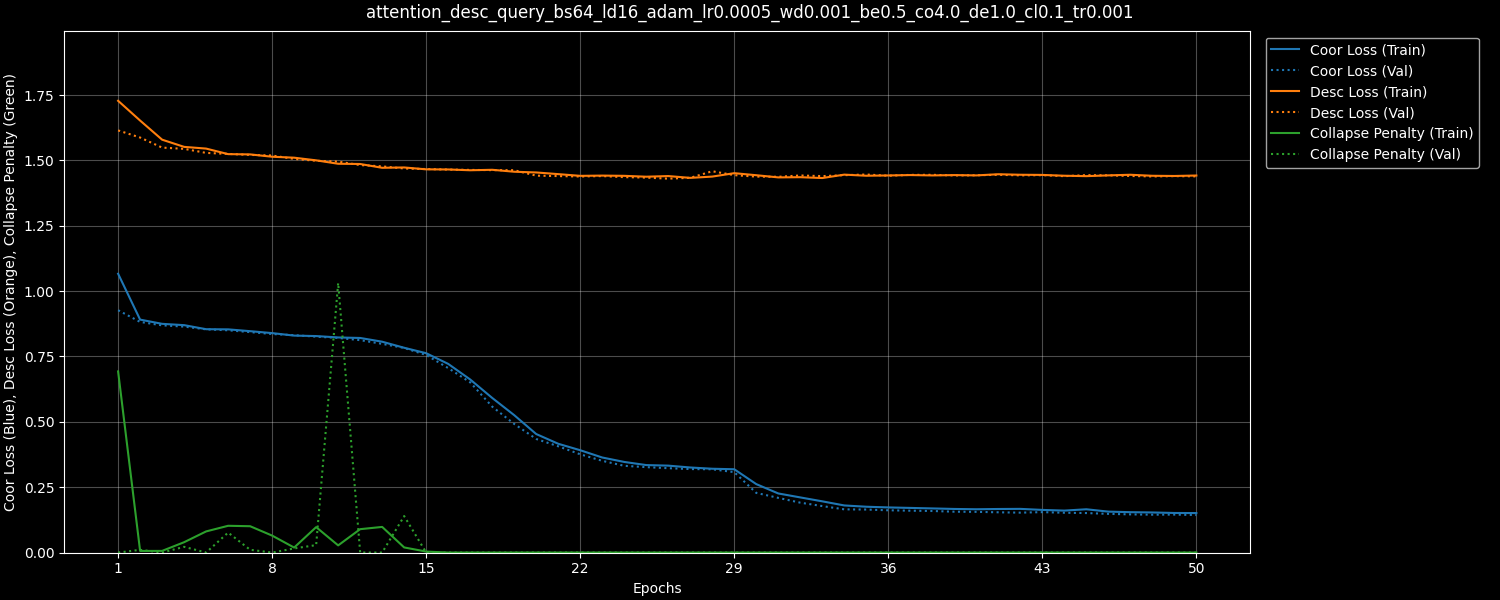 attention_desc_query_bs64_ld16_adam_lr0.0005_wd0.001_be0.5_co4.0_de1.0_cl0.1_tr0.001
Coor Loss (Blue), Desc Loss (Orange), Collapse Penalty (Green)
1.75
1.50
1.25
1.00
0.75
0.50
0.25
0.00
1 8 15 22 29 36 43 50
Epochs
Coor Loss (Train)
Coor Loss (Val)
Desc Loss (Train)
Desc Loss (Val)
Collapse Penalty (Train)
Collapse Penalty (Val)